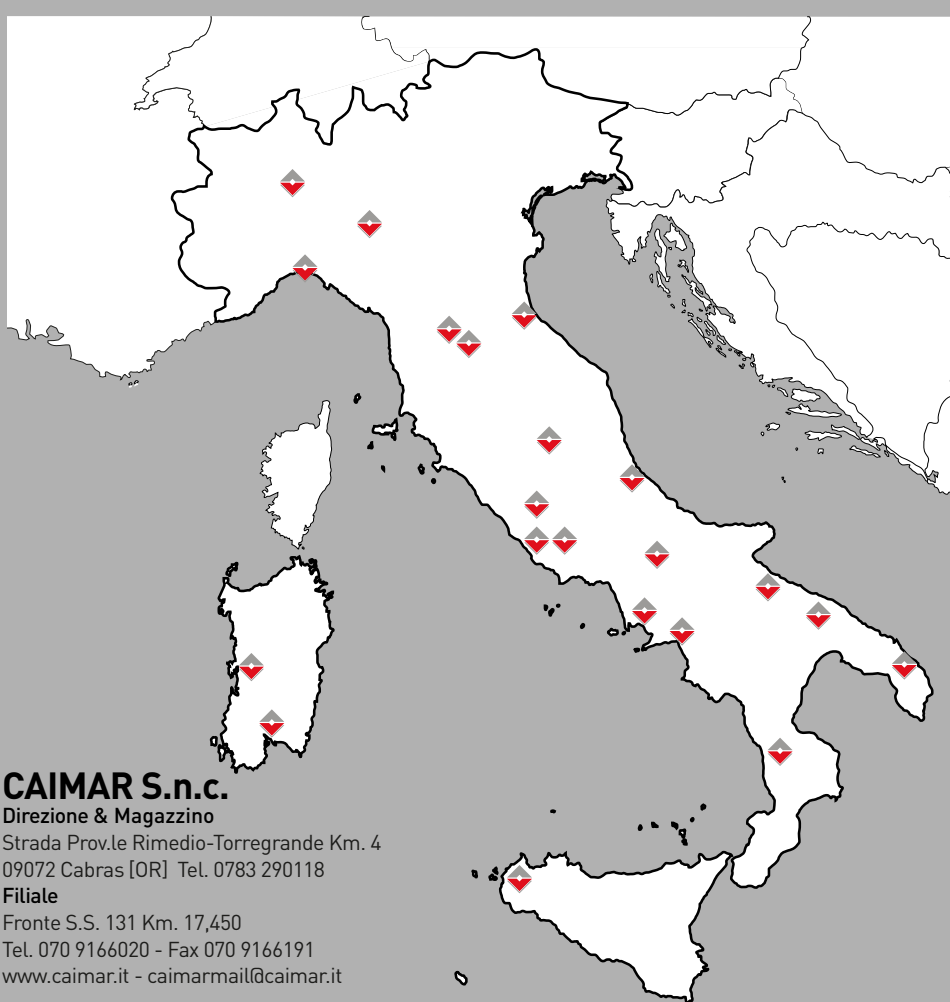 CAIMAR S.n.c.
Direzione & Magazzino
Strada Prov.le Rimedio-Torregrande Km. 4
09072 Cabras [OR] Tel. 0783 290118
Filiale
Fronte S.S. 131 Km. 17,450
Tel. 070 9166020 - Fax 070 9166191
www.caimar.it - caimarmail@caimar.it